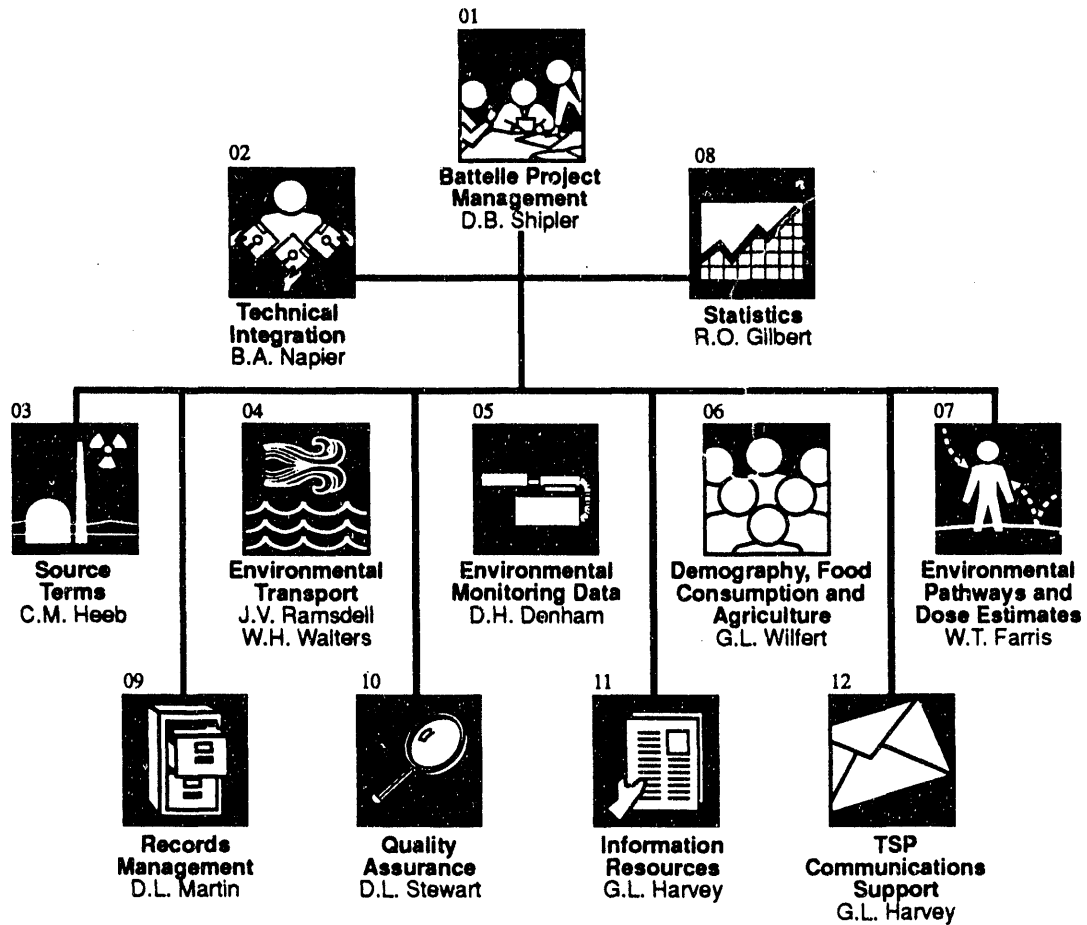 01
Battelle Project
Management
D.B. Shipler
02
Technical
Integration
B.A. Napier
08
Statistics
R.O. Gilbert
03
Source
Terms
C.M. Heeb
04
Environmental
Transport
J.V. Ramsdell
W.H. Walters
05
Environmental
Monitoring Data
D.H. Denham
06
Demography, Food
Consumption and
Agriculture
G.L. Wilfert
07
Environmental
Pathways and
Dose Estimates
W.T. Farris
09
Records
Management
D.L. Martin
10
Quality
Assurance
D.L. Stewart
11
Information
Resources
G.L. Harvey
12
TSP
Communications
Support
G.L. Harvey